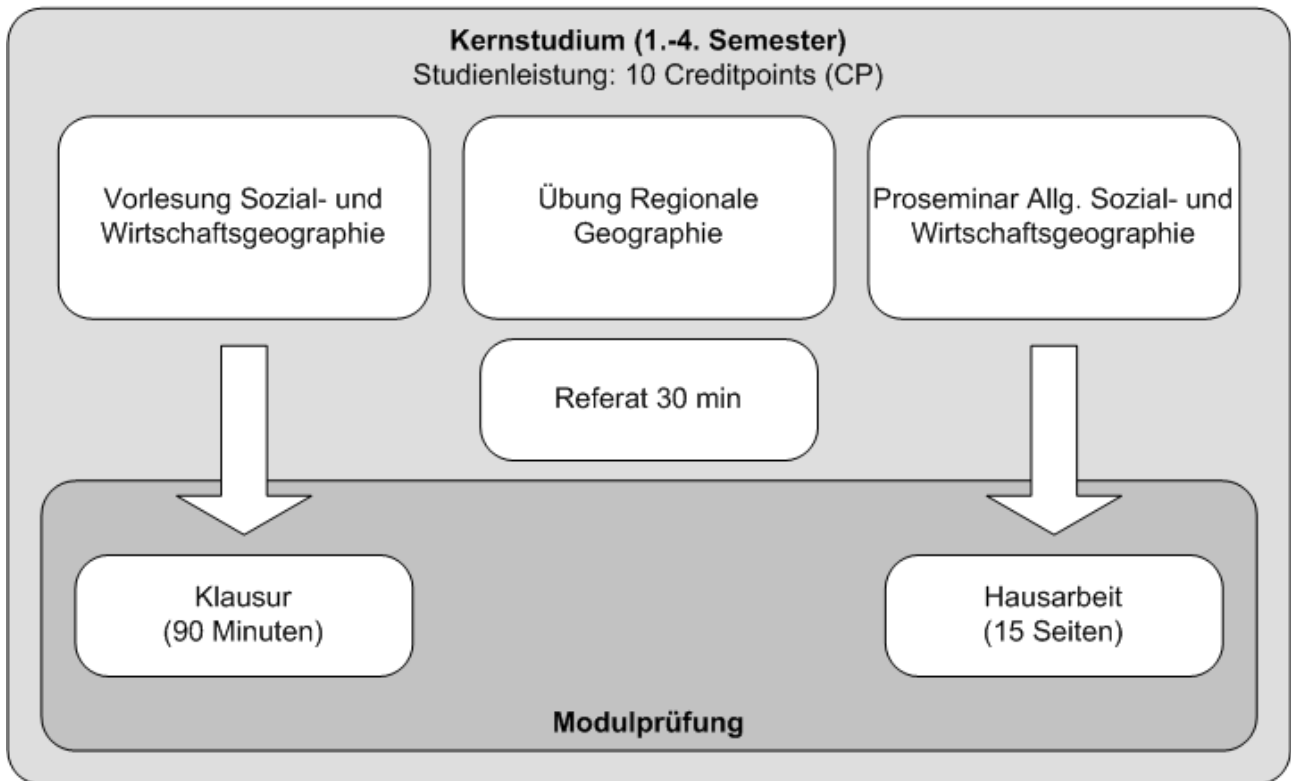 Kernstudium (1.-4. Semester)
Studienleistung: 10 Creditpoints (CP)
Vorlesung Sozial- und
Wirtschaftsgeographie
Übung Regionale
Geographie
Proseminar Allg. Sozial- und
Wirtschaftsgeographie
Referat 30 min
Klausur
(90 Minuten)
Hausarbeit
(15 Seiten)
Modulprüfung